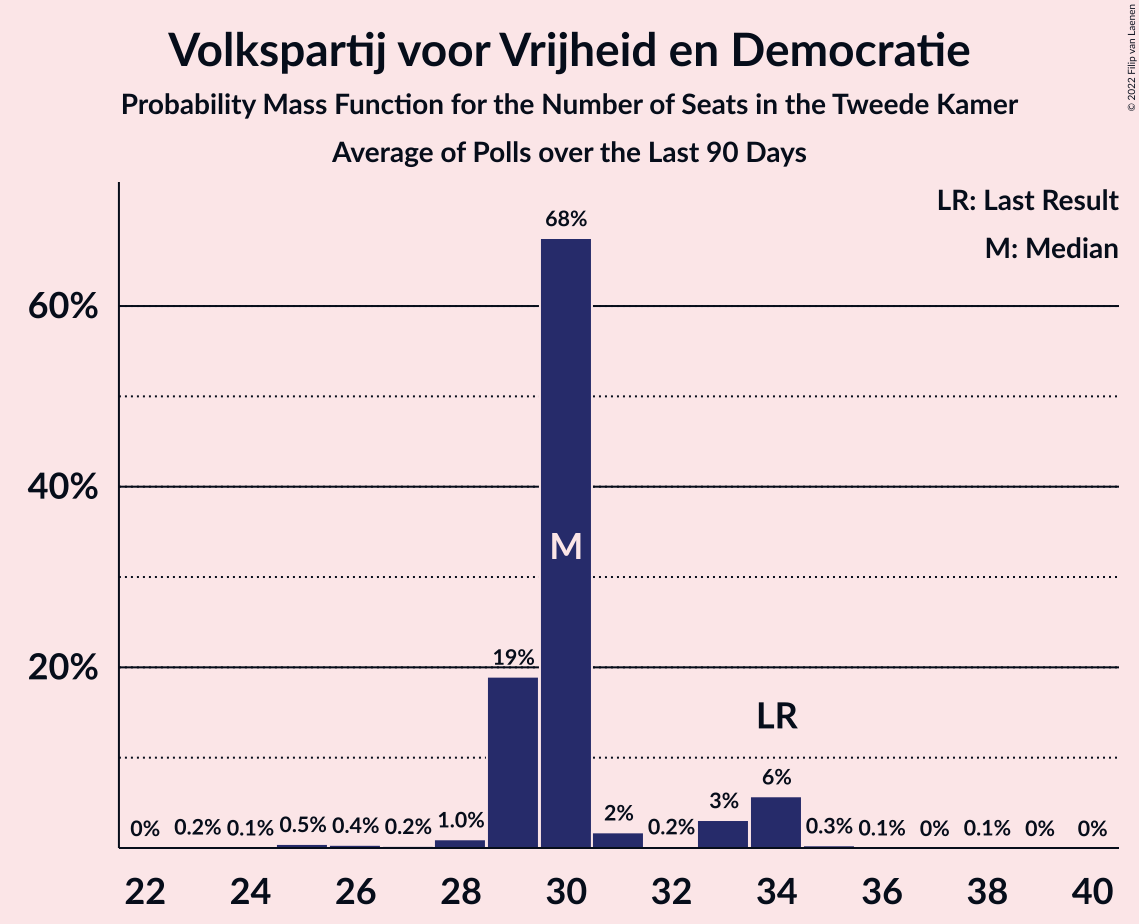 Volkspartij voor Vrijheid en Democratie
Probability Mass Function for the Number of Seats in the Tweede Kamer
Average of Polls over the Last 90 Days
© 2022 Filip van Laenen
LR: Last Result
M: Median
68%
60%
40%
M
19%
20%
LR
6%
0% 0.2% 0.1% 0.5% 0.4% 0.2% 1.0% 2% 0.2% 3% 0.3% 0.1% 0% 0.1% 0% 0%
22 24 26 28 30 32 34 36 38 40